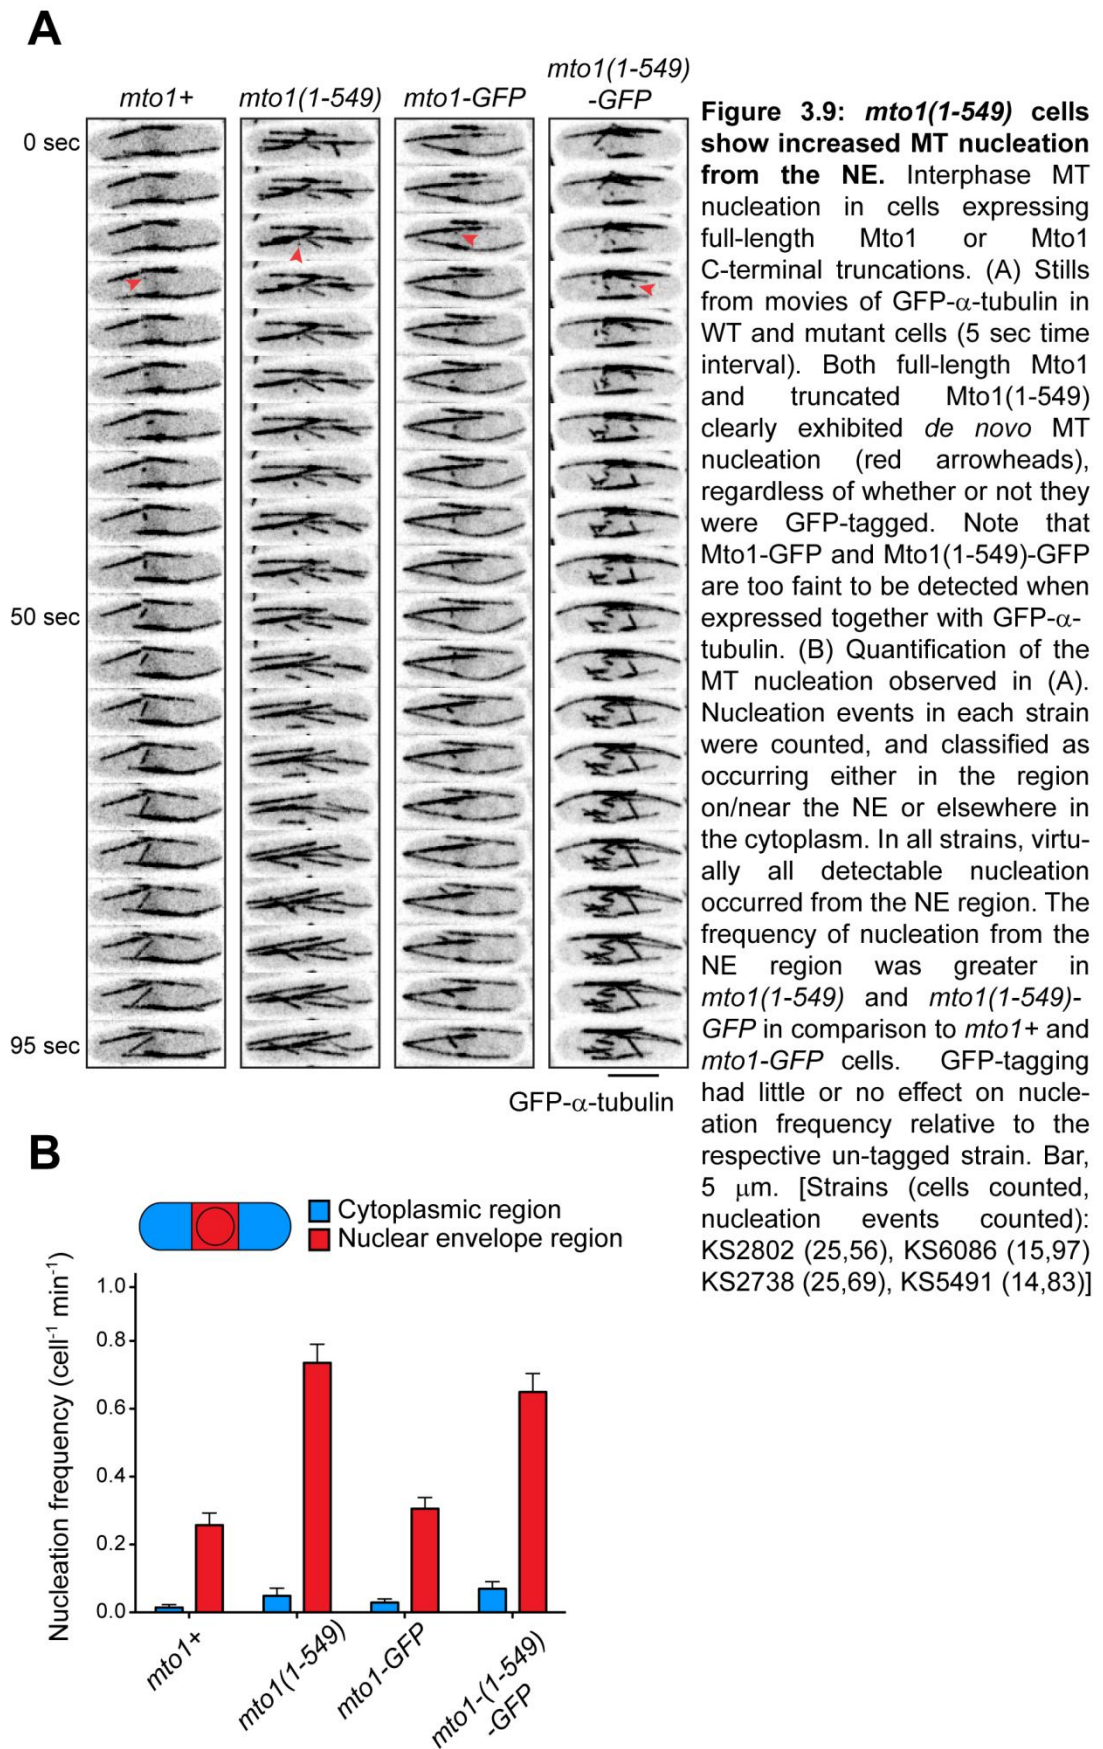 A
mto1+
mto1(1-549)
mto1-GFP
mto1(1-549)
-GFP
0 sec
50 sec
95 sec
GFP-α-tubulin
Figure 3.9: mto1(1-549) cells
show increased MT nucleation
from the NE. Interphase MT
nucleation in cells expressing
full-length Mto1 or Mto1
C-terminal truncations. (A) Stills
from movies of GFP-α-tubulin in
WT and mutant cells (5 sec time
interval). Both full-length Mto1
and truncated Mto1(1-549)
clearly exhibited de novo MT
nucleation (red arrowheads),
regardless of whether or not they
were GFP-tagged. Note that
Mto1-GFP and Mto1(1-549)-GFP
are too faint to be detected when
expressed together with GFP-α-
tubulin. (B) Quantification of the
MT nucleation observed in (A).
Nucleation events in each strain
were counted, and classified as
occurring either in the region
on/near the NE or elsewhere in
the cytoplasm. In all strains, virtu-
ally all detectable nucleation
occurred from the NE region. The
frequency of nucleation from the
NE region was greater in
mto1(1-549) and mto1(1-549)-
GFP in comparison to mto1+ and
mto1-GFP cells. GFP-tagging
had little or no effect on nucle-
ation frequency relative to the
respective un-tagged strain. Bar,
5 μm. [Strains (cells counted,
nucleation events counted):
KS2802 (25,56), KS6086 (15,97)
KS2738 (25,69), KS5491 (14,83)]
B
Cytoplasmic region
Nuclear envelope region
Nucleation frequency (cell⁻¹ min⁻¹)
1.0
0.8
0.6
0.4
0.2
0.0
mto1+
mto1(1-549)
mto1-GFP
mto1-(1-549)
-GFP